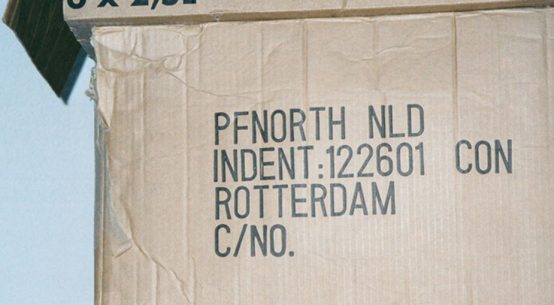 PFNORTH NLD
INDENT:122601 CON
ROTTERDAM
C/NO.